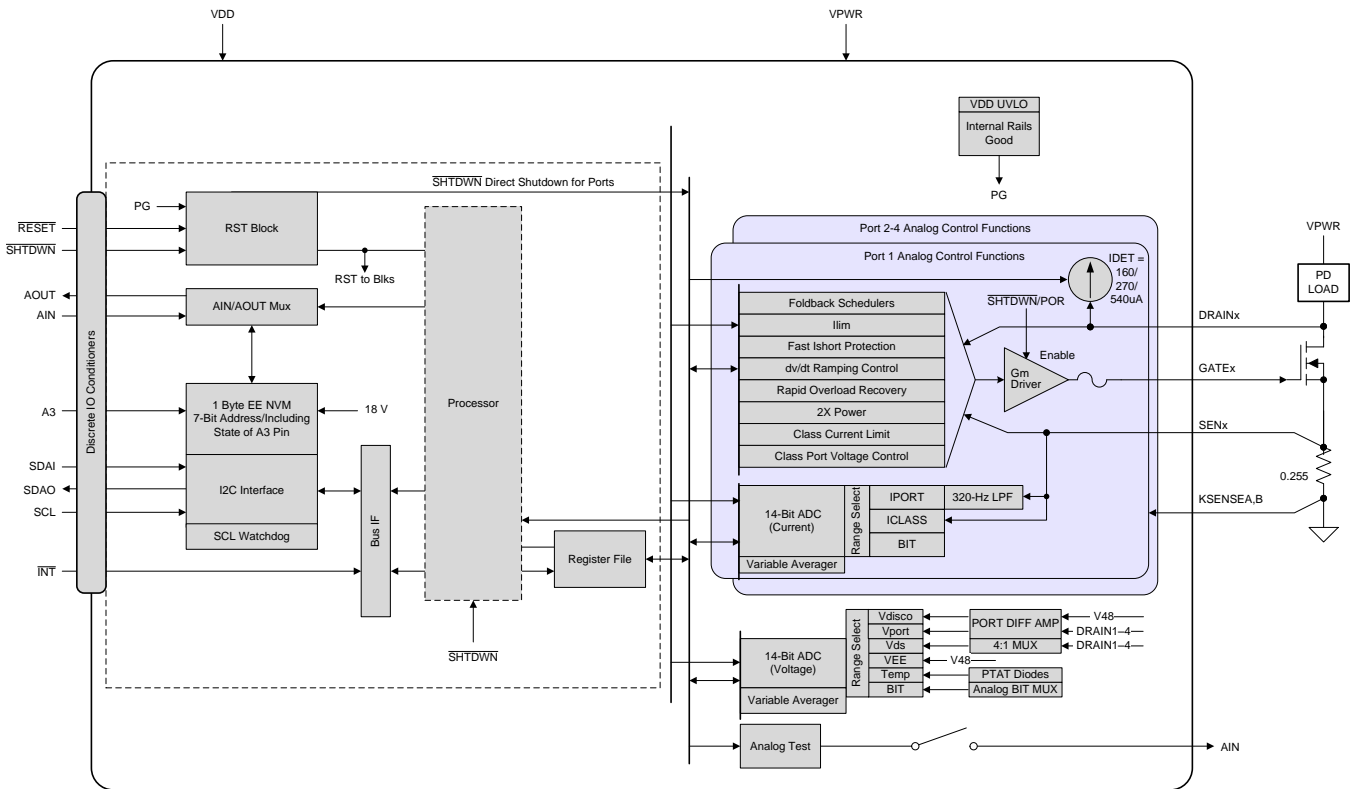 VDD
VPWR
VDD UVLO
Internal Rails
Good
PG
SHTDWN Direct Shutdown for Ports
PG
RESET
SHTDWN
RST Block
RST to Blks
AOUT
AIN
AIN/AOUT Mux
Discrete IO Conditioners
A3
1 Byte EE NVM
7-Bit Address/Including
State of A3 Pin
18 V
SDAI
SDAO
SCL
I2C Interface
SCL Watchdog
INT
Bus IF
Processor
SHTDWN
Register File
Port 2-4 Analog Control Functions
Port 1 Analog Control Functions
IDET =
160/
270/
540uA
Foldback Schedulers
Ilim
Fast Ishort Protection
dv/dt Ramping Control
Rapid Overload Recovery
2X Power
Class Current Limit
Class Port Voltage Control
SHTDWN/POR
Enable
Gm
Driver
VPWR
PD
LOAD
DRAINx
GATEx
SENx
0.255
KSENSEA,B
14-Bit ADC
(Current)
Variable Averager
Range Select
IPORT
320-Hz LPF
ICLASS
BIT
14-Bit ADC
(Voltage)
Variable Averager
Range Select
Vdisco
Vport
Vds
VEE
Temp
BIT
PORT DIFF AMP
4:1 MUX
V48
PTAT Diodes
Analog BIT MUX
V48
DRAIN1–4
DRAIN1–4
Analog Test
AIN